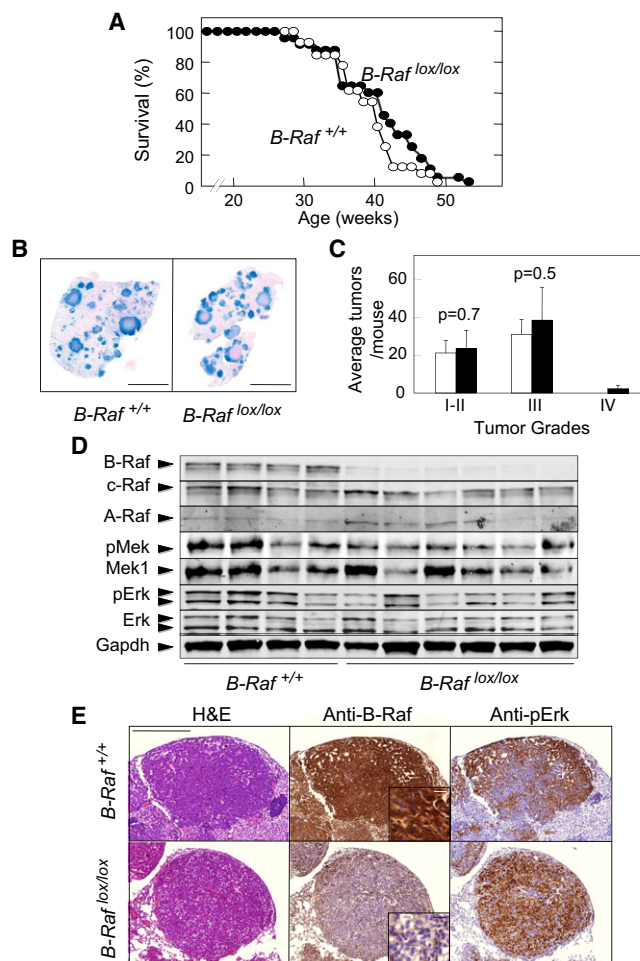 A
Survival (%)
100
80
60
40
20
0
B-Raf lox/lox
B-Raf +/+
20 30 40 50
Age (weeks)
B
B-Raf +/+ B-Raf lox/lox
C
Average tumors
/mouse
60
40
20
0
p=0.7
p=0.5
I-II III IV
Tumor Grades
D
B-Raf
c-Raf
A-Raf
pMek
Mek1
pErk
Erk
Gapdh
B-Raf +/+ B-Raf lox/lox
E
H&E Anti-B-Raf Anti-pErk
B-Raf +/+
B-Raf lox/lox